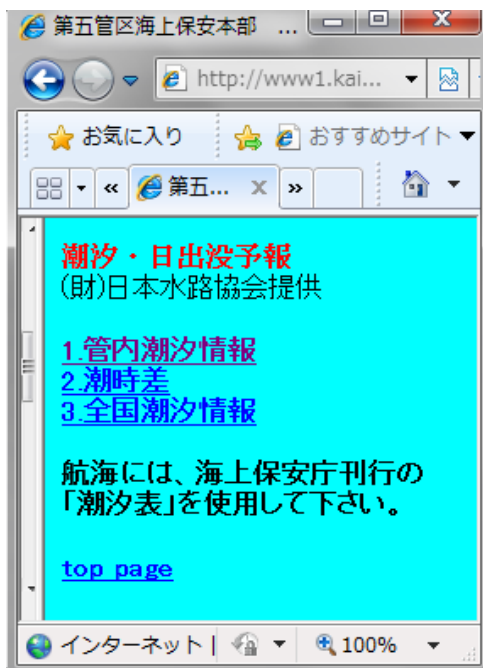 第五管区海上保安本部 ...
http://www1.kai...
お気に入り おすすめサイト
第五...
潮汐・日出没予報
(財)日本水路協会提供
1.管内潮汐情報
2.潮時差
3.全国潮汐情報
航海には、海上保安庁刊行の
「潮汐表」を使用して下さい。
top page
インターネット | 100%